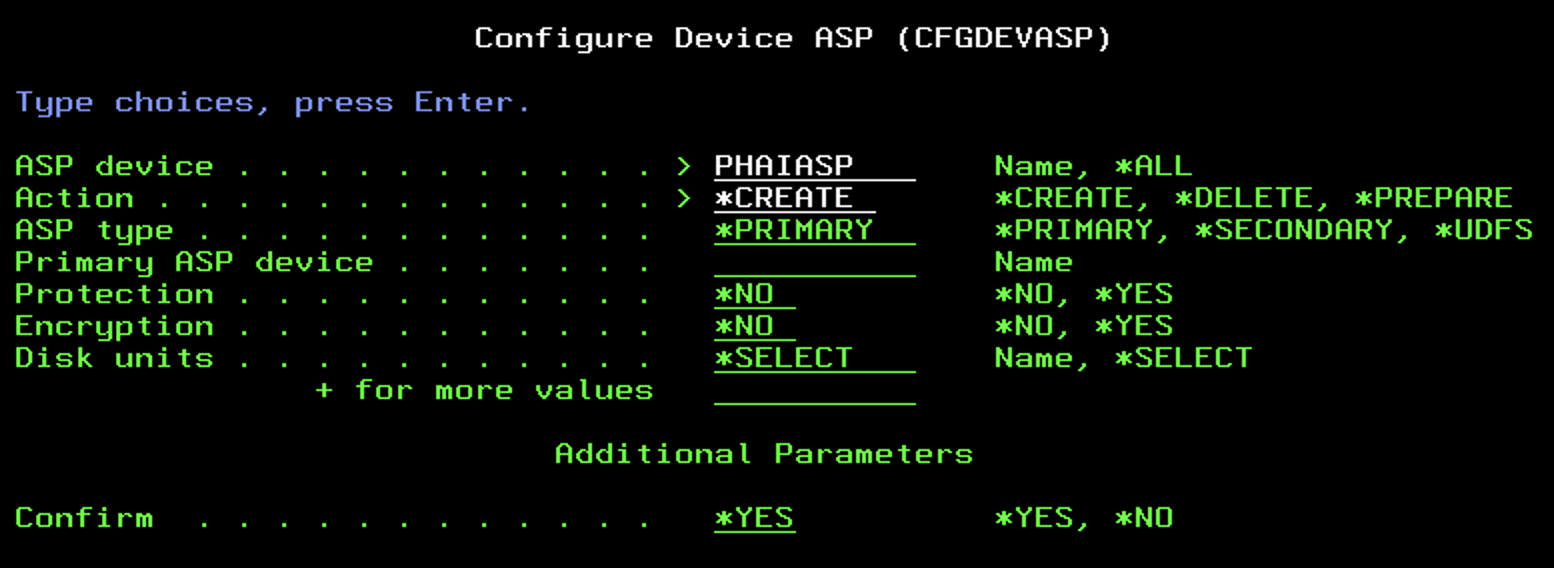 Configure Device ASP (CFGDEVASP)
Type choices, press Enter.
ASP device . . . . . . . . . . . > PHAIASP Name, *ALL
Action . . . . . . . . . . . . . > *CREATE *CREATE, *DELETE, *PREPARE
ASP type . . . . . . . . . . . . *PRIMARY *PRIMARY, *SECONDARY, *UDFS
Primary ASP device . . . . . . . Name
Protection . . . . . . . . . . . *NO *NO, *YES
Encryption . . . . . . . . . . . *NO *NO, *YES
Disk units . . . . . . . . . . . *SELECT Name, *SELECT
+ for more values
Additional Parameters
Confirm . . . . . . . . . . . . *YES *YES, *NO